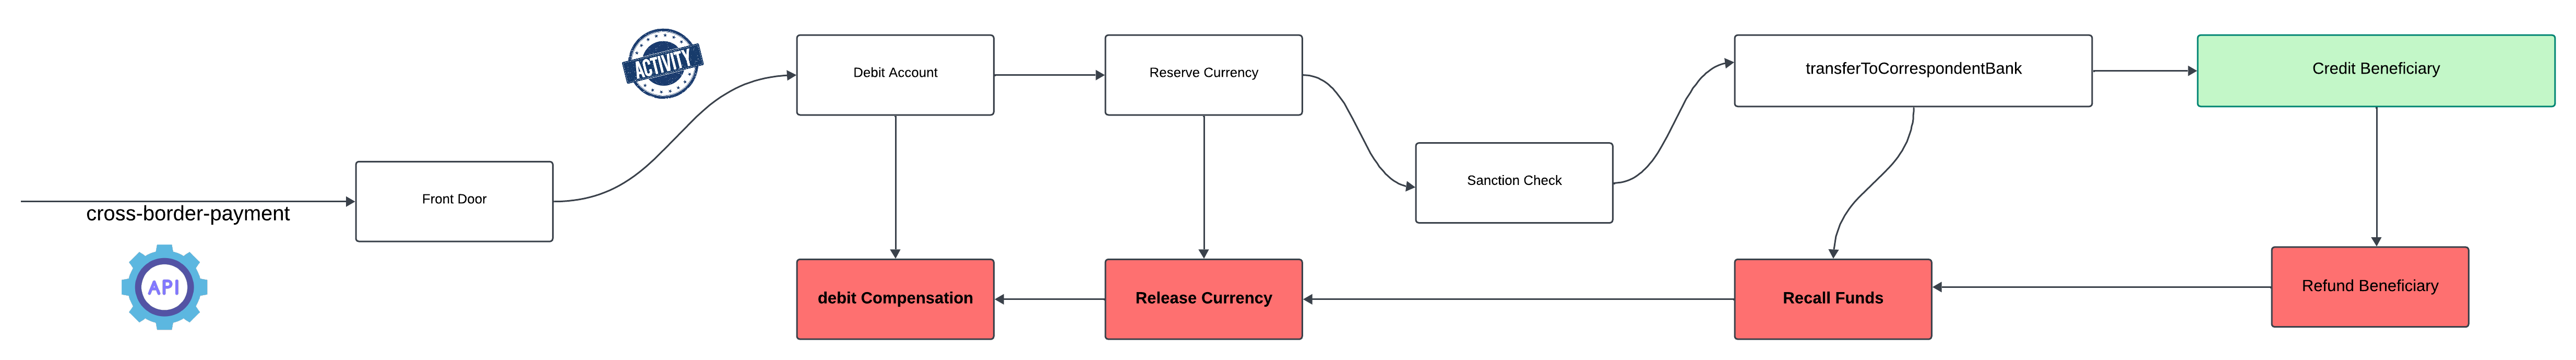 ACTIVITY
Debit Account
Reserve Currency
transferToCorrespondentBank
Credit Beneficiary
Sanction Check
Front Door
cross-border-payment
API
debit Compensation
Release Currency
Recall Funds
Refund Beneficiary